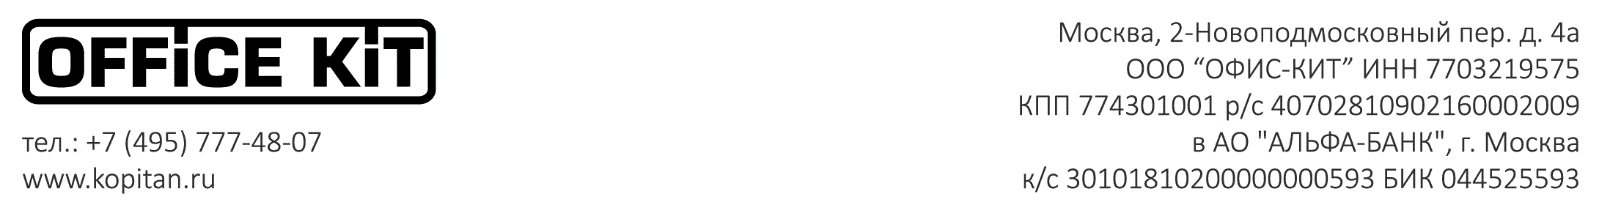 OFFiCE KiT
тел.: +7 (495) 777-48-07
www.kopitan.ru
Москва, 2-Новоподмосковный пер. д. 4а
ООО “ОФИС-КИТ” ИНН 7703219575
КПП 774301001 р/с 40702810902160002009
в АО "АЛЬФА-БАНК", г. Москва
к/с 30101810200000000593 БИК 044525593